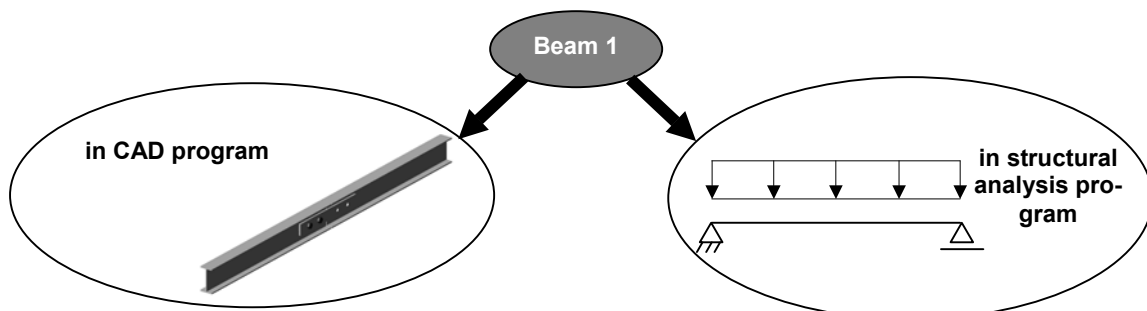 Beam 1
in CAD program
in structural
analysis pro-
gram